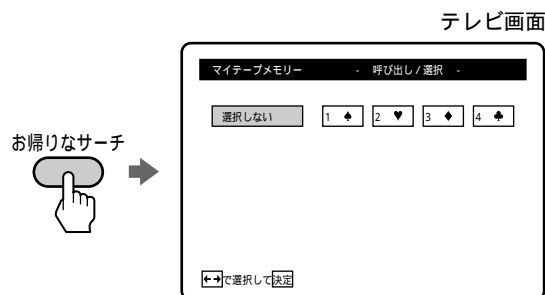 テレビ画面
マイテープメモリー - 呼び出し / 選択 -
選択しない 1 ♠ 2 ♥ 3 ♦ 4 ♣
お帰りなサーチ
←→で選択して決定